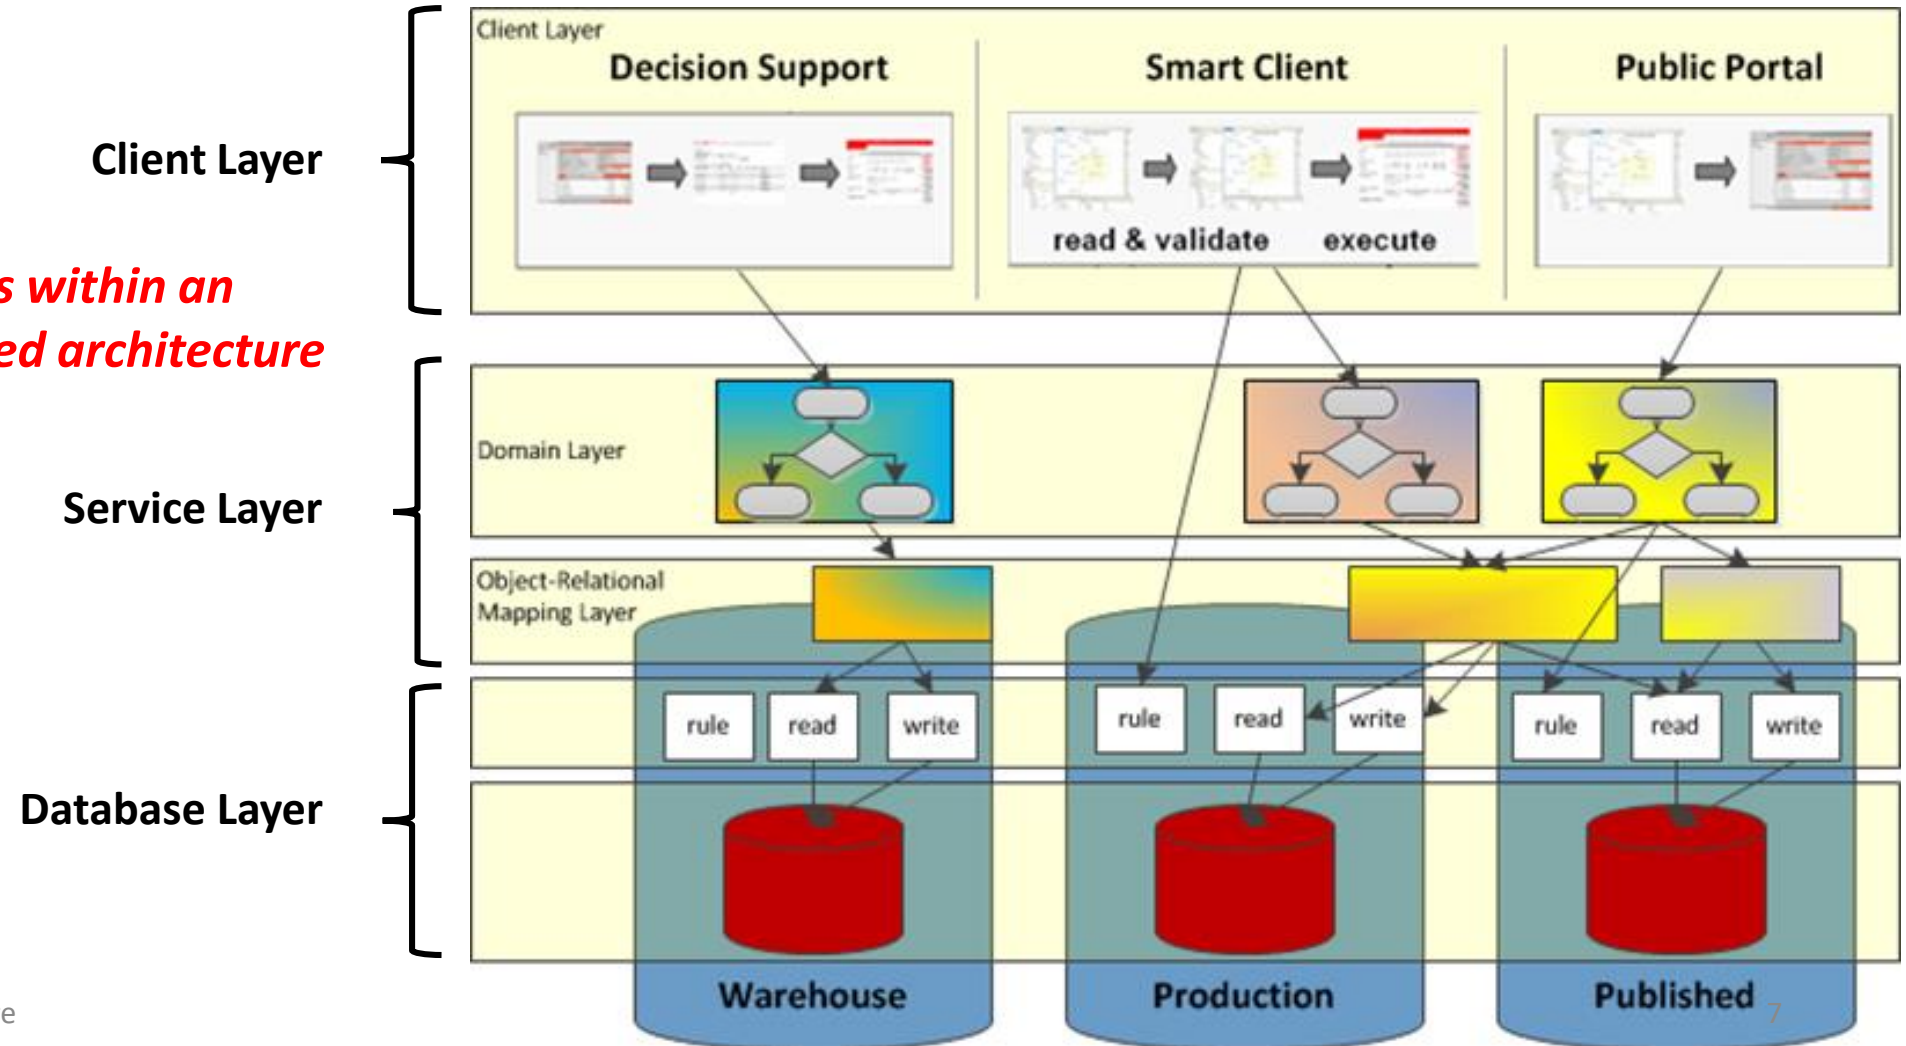 Client Layer
Decision Support
Smart Client
Public Portal
read & validate
execute
Client Layer
s within an
ed architecture
Domain Layer
Service Layer
Object-Relational
Mapping Layer
rule
read
write
rule
read
write
rule
read
write
Database Layer
Warehouse
Production
Published
e
7